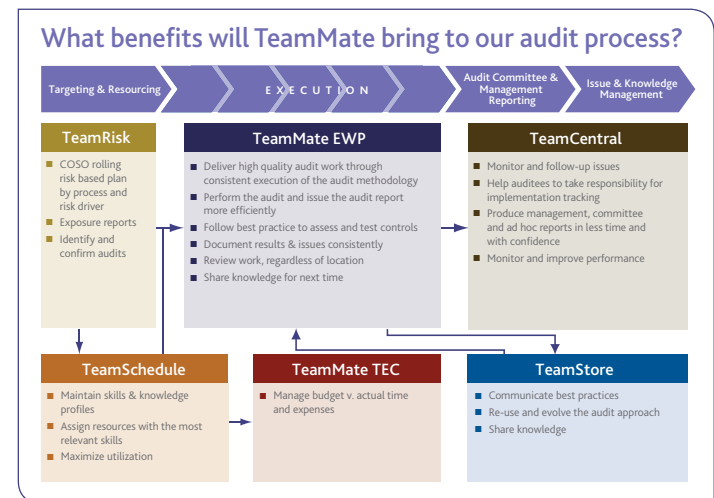 What benefits will TeamMate bring to our audit process?
Targeting & Resourcing
EXECUTION
Audit Committee &
Management
Reporting
Issue & Knowledge
Management
TeamRisk
COSO rolling
risk based plan
by process and
risk driver
Exposure reports
Identify and
confirm audits
TeamMate EWP
Deliver high quality audit work through
consistent execution of the audit methodology
Perform the audit and issue the audit report
more efficiently
Follow best practice to assess and test controls
Document results & issues consistently
Review work, regardless of location
Share knowledge for next time
TeamCentral
Monitor and follow-up issues
Help auditees to take responsibility for
implementation tracking
Produce management, committee
and ad hoc reports in less time and
with confidence
Monitor and improve performance
TeamSchedule
Maintain skills & knowledge
profiles
Assign resources with the most
relevant skills
Maximize utilization
TeamMate TEC
Manage budget v. actual time
and expenses
TeamStore
Communicate best practices
Re-use and evolve the audit approach
Share knowledge